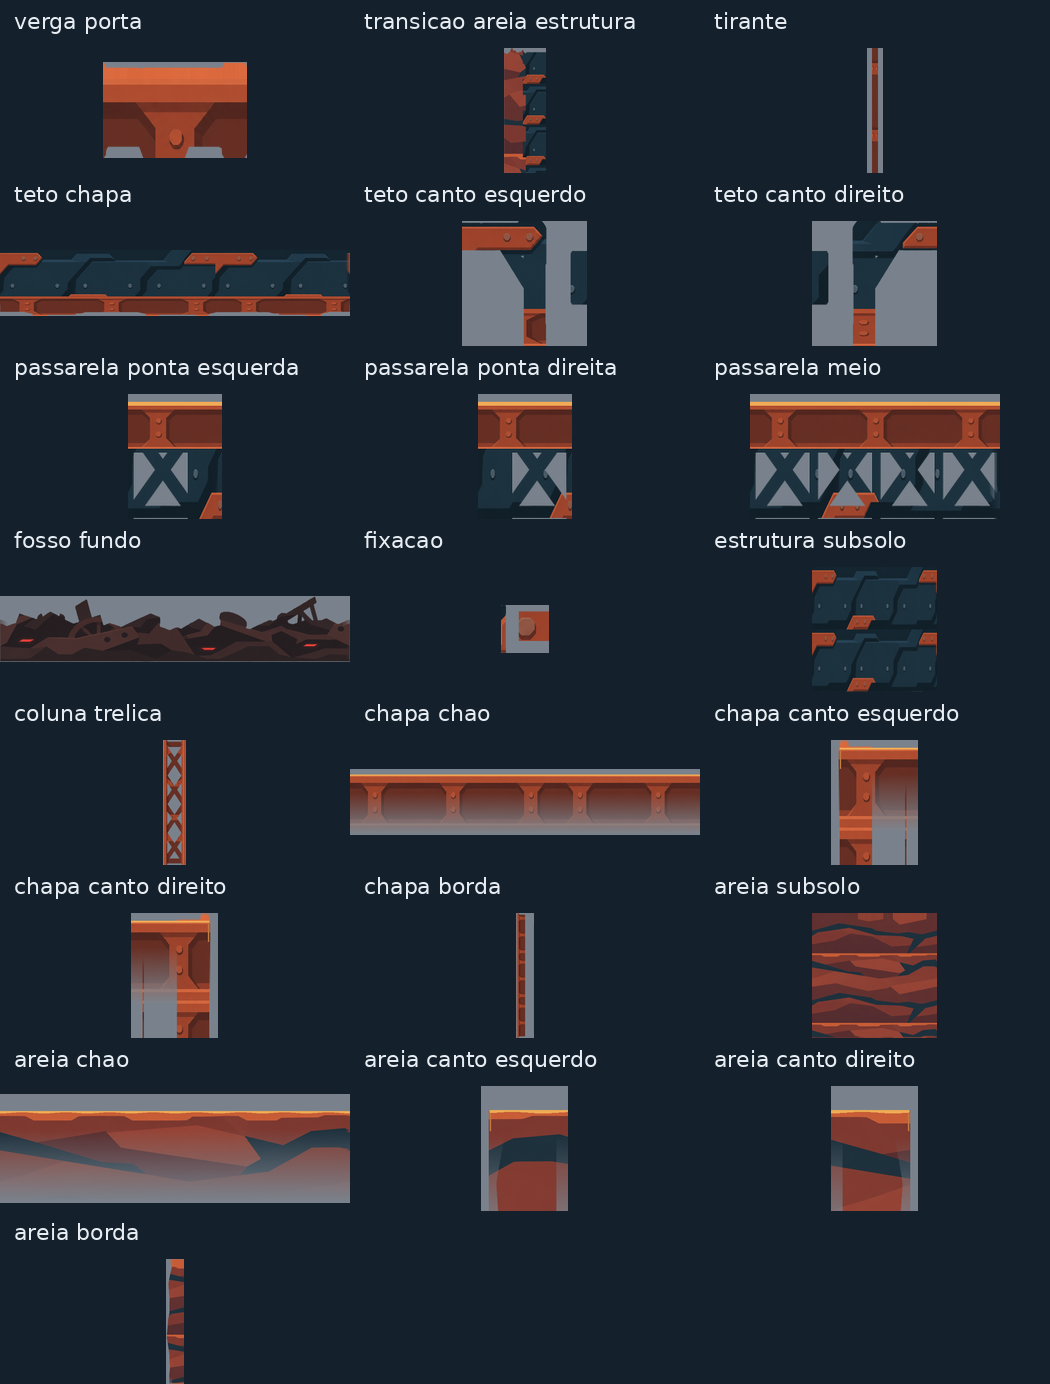 verga porta
transicao areia estrutura
tirante
teto chapa
teto canto esquerdo
teto canto direito
passarela ponta esquerda
passarela ponta direita
passarela meio
fosso fundo
fixacao
estrutura subsolo
coluna trelica
chapa chao
chapa canto esquerdo
chapa canto direito
chapa borda
areia subsolo
areia chao
areia canto esquerdo
areia canto direito
areia borda